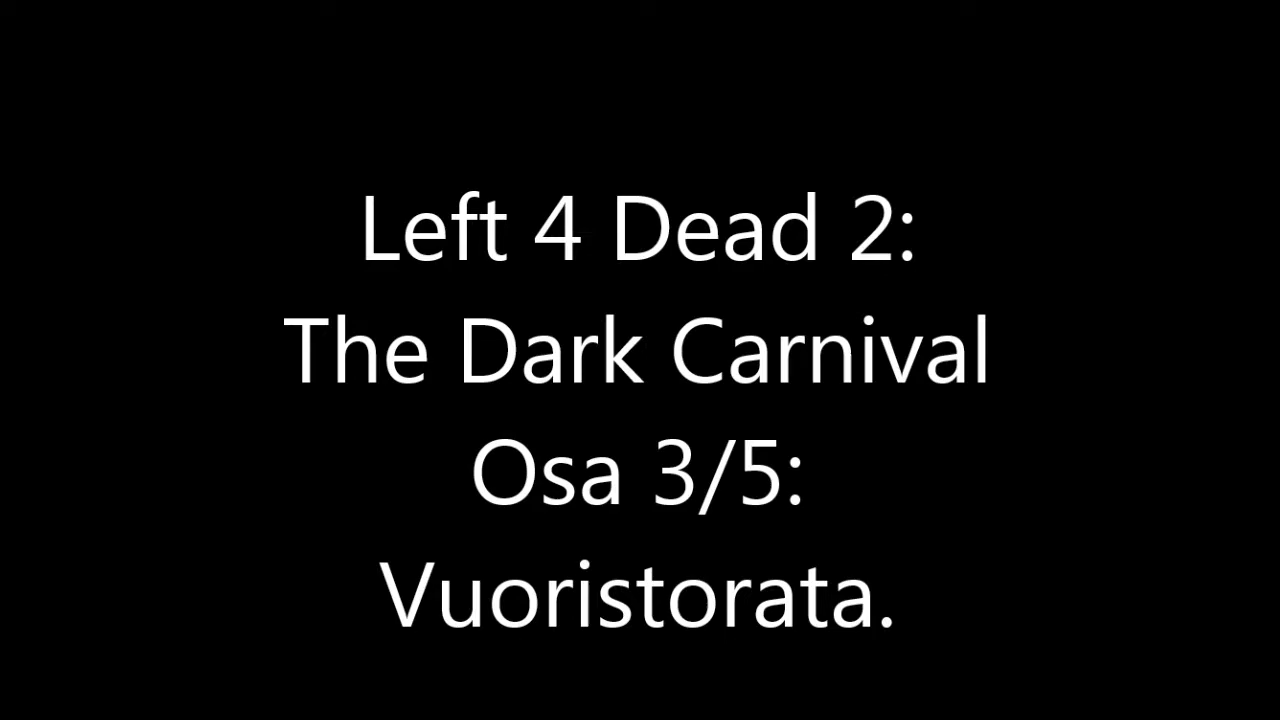 Left 4 Dead 2:
The Dark Carnival
Osa 3/5:
Vuoristorata.